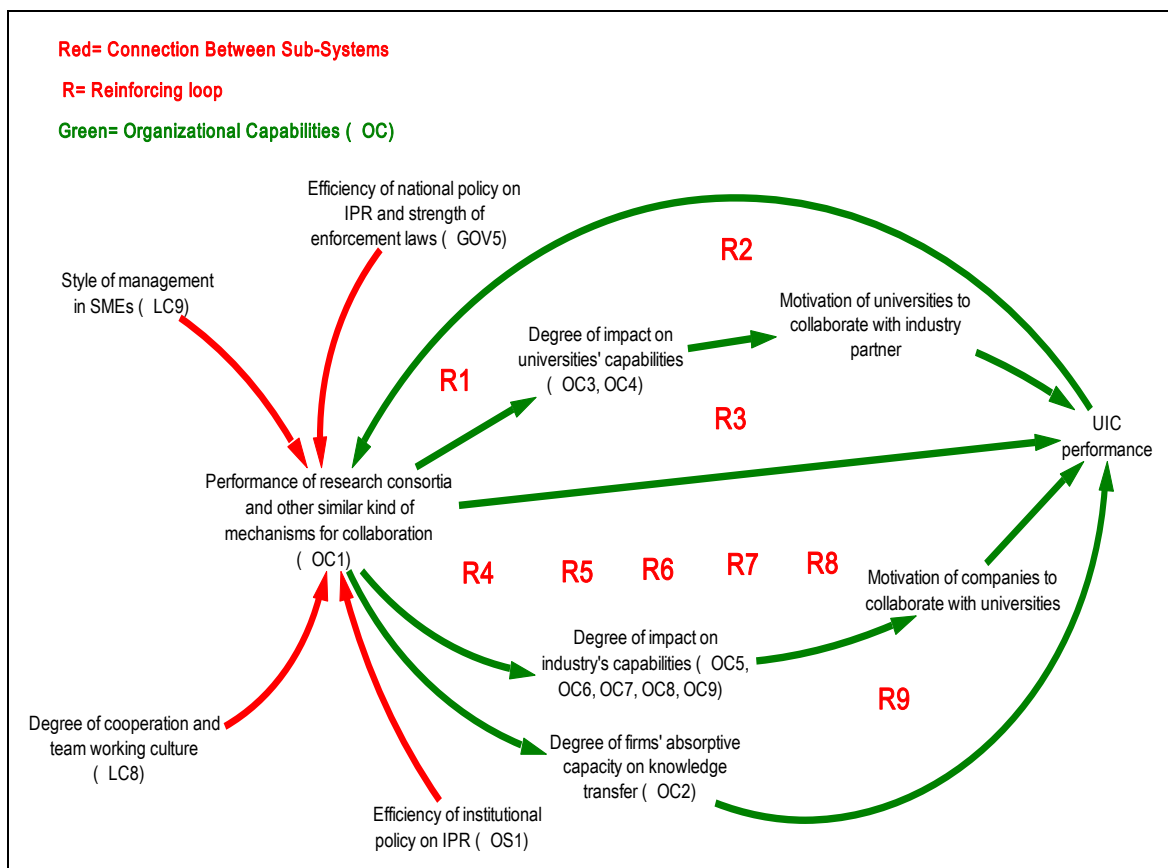 Red= Connection Between Sub-Systems
R= Reinforcing loop
Green= Organizational Capabilities ( OC)
Efficiency of national policy on
IPR and strength of
enforcement laws ( GOV5)
R2
Style of management
in SMEs ( LC9)
Motivation of universities to
collaborate with industry
partner
Degree of impact on
universities' capabilities
( OC3, OC4)
R1
R3
UIC
performance
Performance of research consortia
and other similar kind of
mechanisms for collaboration
( OC1)
R4
R5
R6
R7
R8
Motivation of companies to
collaborate with universities
Degree of impact on
industry's capabilities ( OC5,
OC6, OC7, OC8, OC9)
R9
Degree of cooperation and
team working culture
( LC8)
Degree of firms' absorptive
capacity on knowledge
transfer ( OC2)
Efficiency of institutional
policy on IPR ( OS1)